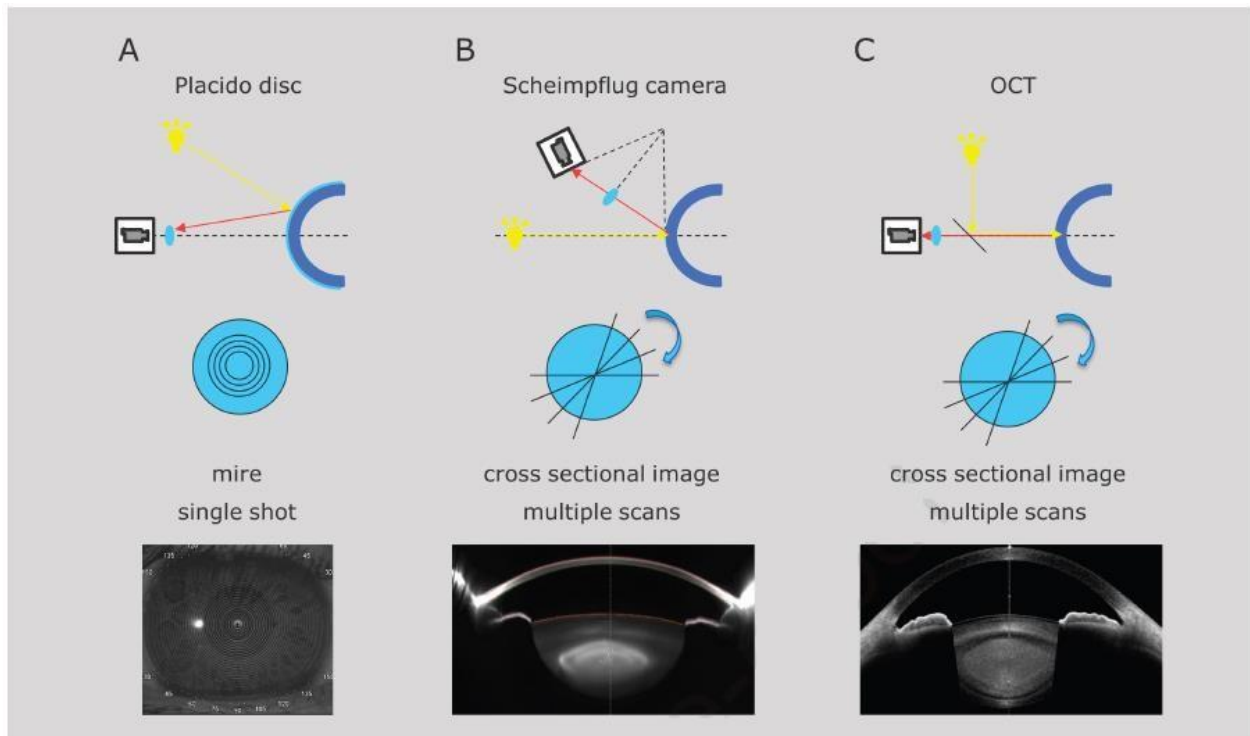 A
Placido disc
mire
single shot
B
Scheimpflug camera
cross sectional image
multiple scans
C
OCT
cross sectional image
multiple scans